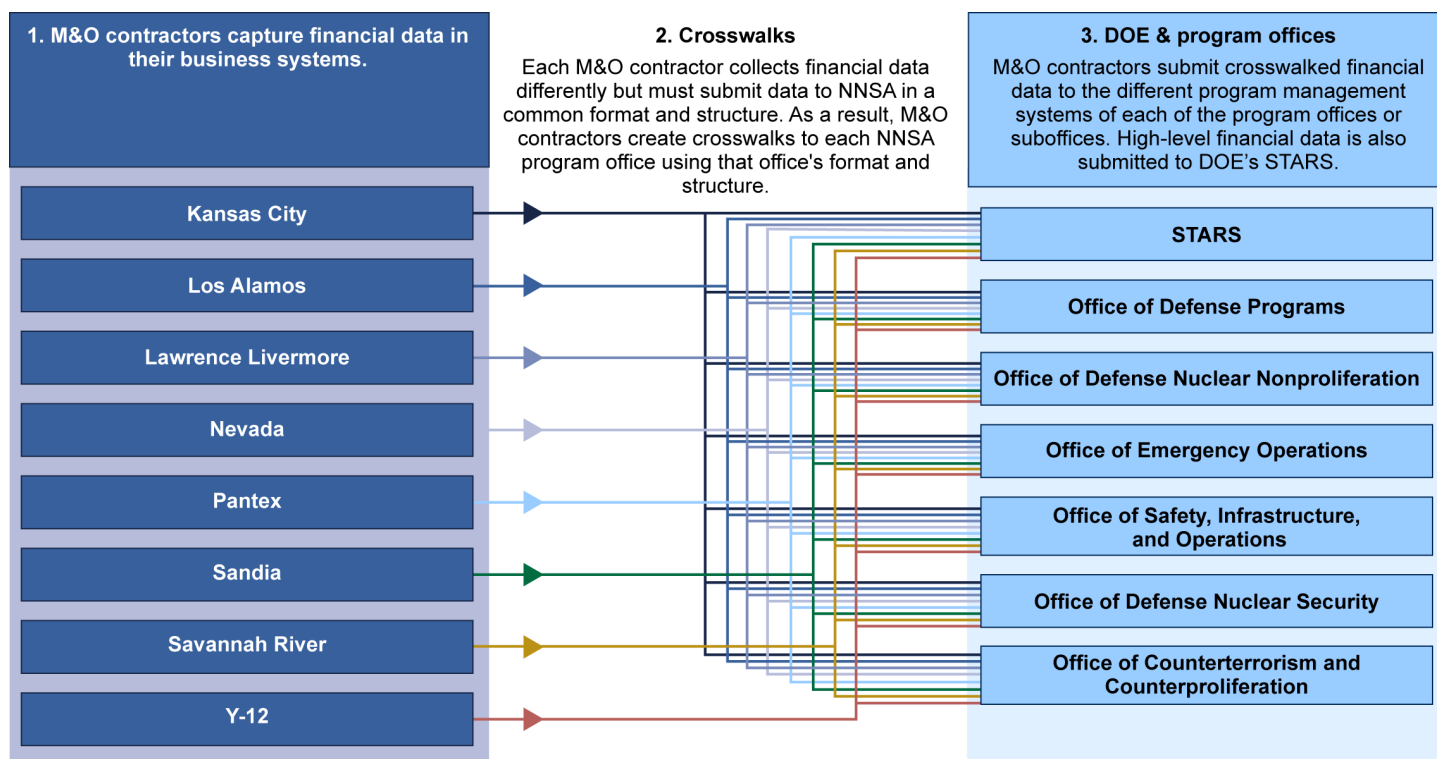 1. M&O contractors capture financial data in
their business systems.
Kansas City
Los Alamos
Lawrence Livermore
Nevada
Pantex
Sandia
Savannah River
Y-12
2. Crosswalks
Each M&O contractor collects financial data
differently but must submit data to NNSA in a
common format and structure. As a result, M&O
contractors create crosswalks to each NNSA
program office using that office's format and
structure.
3. DOE & program offices
M&O contractors submit crosswalked financial
data to the different program management
systems of each of the program offices or
suboffices. High-level financial data is also
submitted to DOE’s STARS.
STARS
Office of Defense Programs
Office of Defense Nuclear Nonproliferation
Office of Emergency Operations
Office of Safety, Infrastructure,
and Operations
Office of Defense Nuclear Security
Office of Counterterrorism and
Counterproliferation